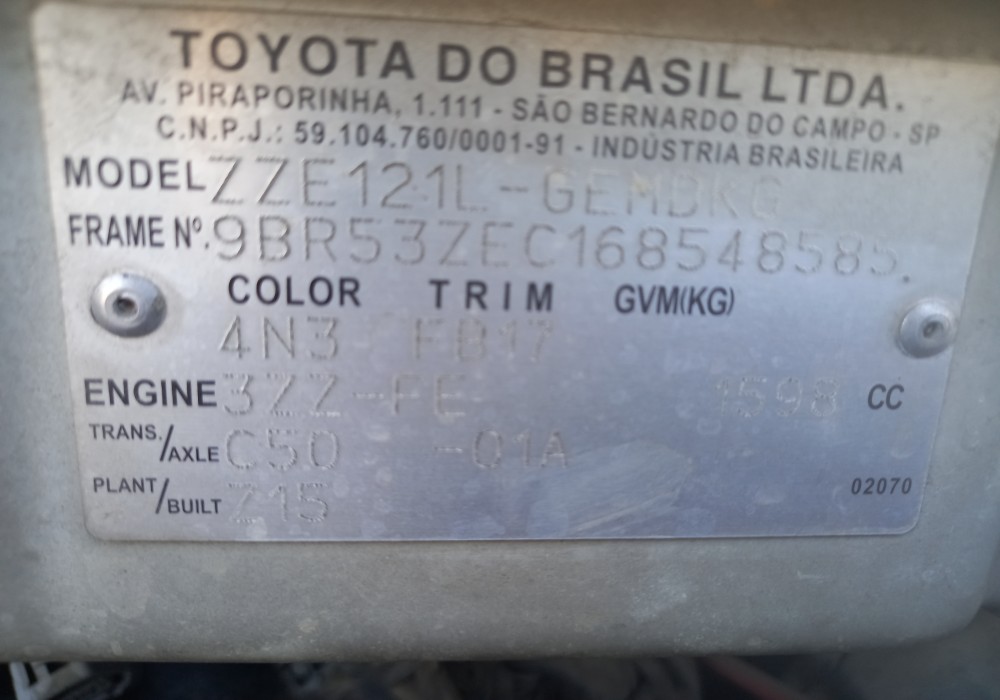 TOYOTA DO BRASIL LTDA.
AV. PIRAPORINHA, 1.111 - SÃO BERNARDO DO CAMPO - SP
C.N.P.J.: 59.104.760/0001-91 - INDÚSTRIA BRASILEIRA
MODEL ZZE121L-GEMDKG
FRAME Nº. 9BR53ZEC168548585.
COLOR TRIM GVM(KG)
4N3 FB17
ENGINE 3ZZ-FE 1598 CC
TRANS./AXLE C50 -01A
PLANT/BUILT Z15 02070